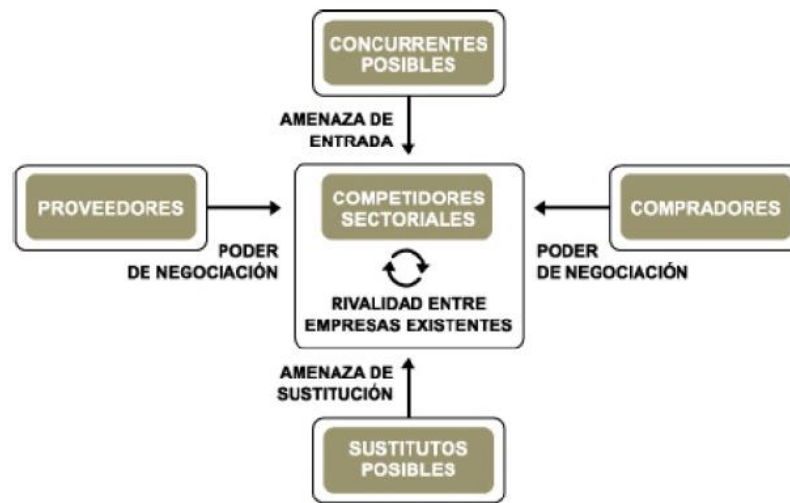 CONCURRENTES
POSIBLES
AMENAZA DE
ENTRADA
PROVEEDORES
PODER
DE NEGOCIACIÓN
COMPETIDORES
SECTORIALES
RIVALIDAD ENTRE
EMPRESAS EXISTENTES
COMPRADORES
PODER
DE NEGOCIACIÓN
AMENAZA DE
SUSTITUCIÓN
SUSTITUTOS
POSIBLES